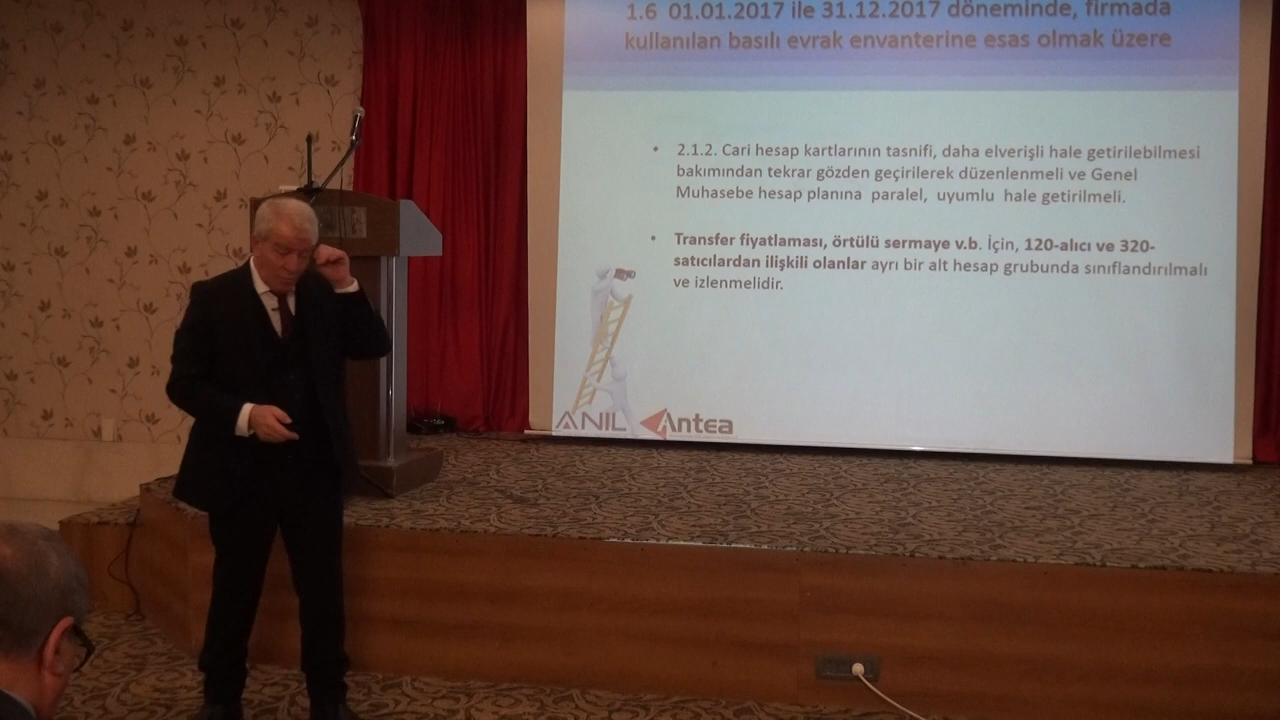 1.6 01.01.2017 ile 31.12.2017 döneminde, firmada
kullanılan basılı evrak envanterine esas olmak üzere
• 2.1.2. Cari hesap kartlarının tasnifi, daha elverişli hale getirilebilmesi
bakımından tekrar gözden geçirilerek düzenlenmeli ve Genel
Muhasebe hesap planına paralel, uyumlu hale getirilmeli.
• Transfer fiyatlaması, örtülü sermaye v.b. İçin, 120-alıcı ve 320-
satıcılardan ilişkili olanlar ayrı bir alt hesap grubunda sınıflandırılmalı
ve izlenmelidir.
ANIL Antea